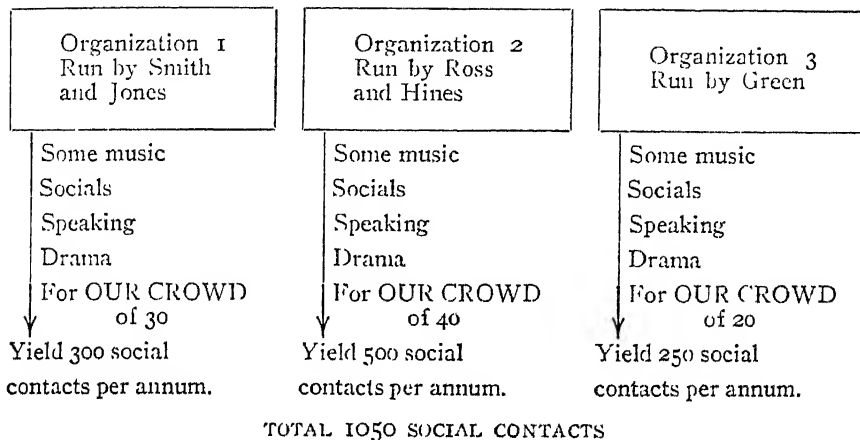 Organization 1
Run by Smith
and Jones
Some music
Socials
Speaking
Drama
For OUR CROWD
of 30
Yield 300 social
contacts per annum.
Organization 2
Run by Ross
and Hines
Some music
Socials
Speaking
Drama
For OUR CROWD
of 40
Yield 500 social
contacts per annum.
Organization 3
Run by Green
Some music
Socials
Speaking
Drama
For OUR CROWD
of 20
Yield 250 social
contacts per annum.
TOTAL 1050 SOCIAL CONTACTS